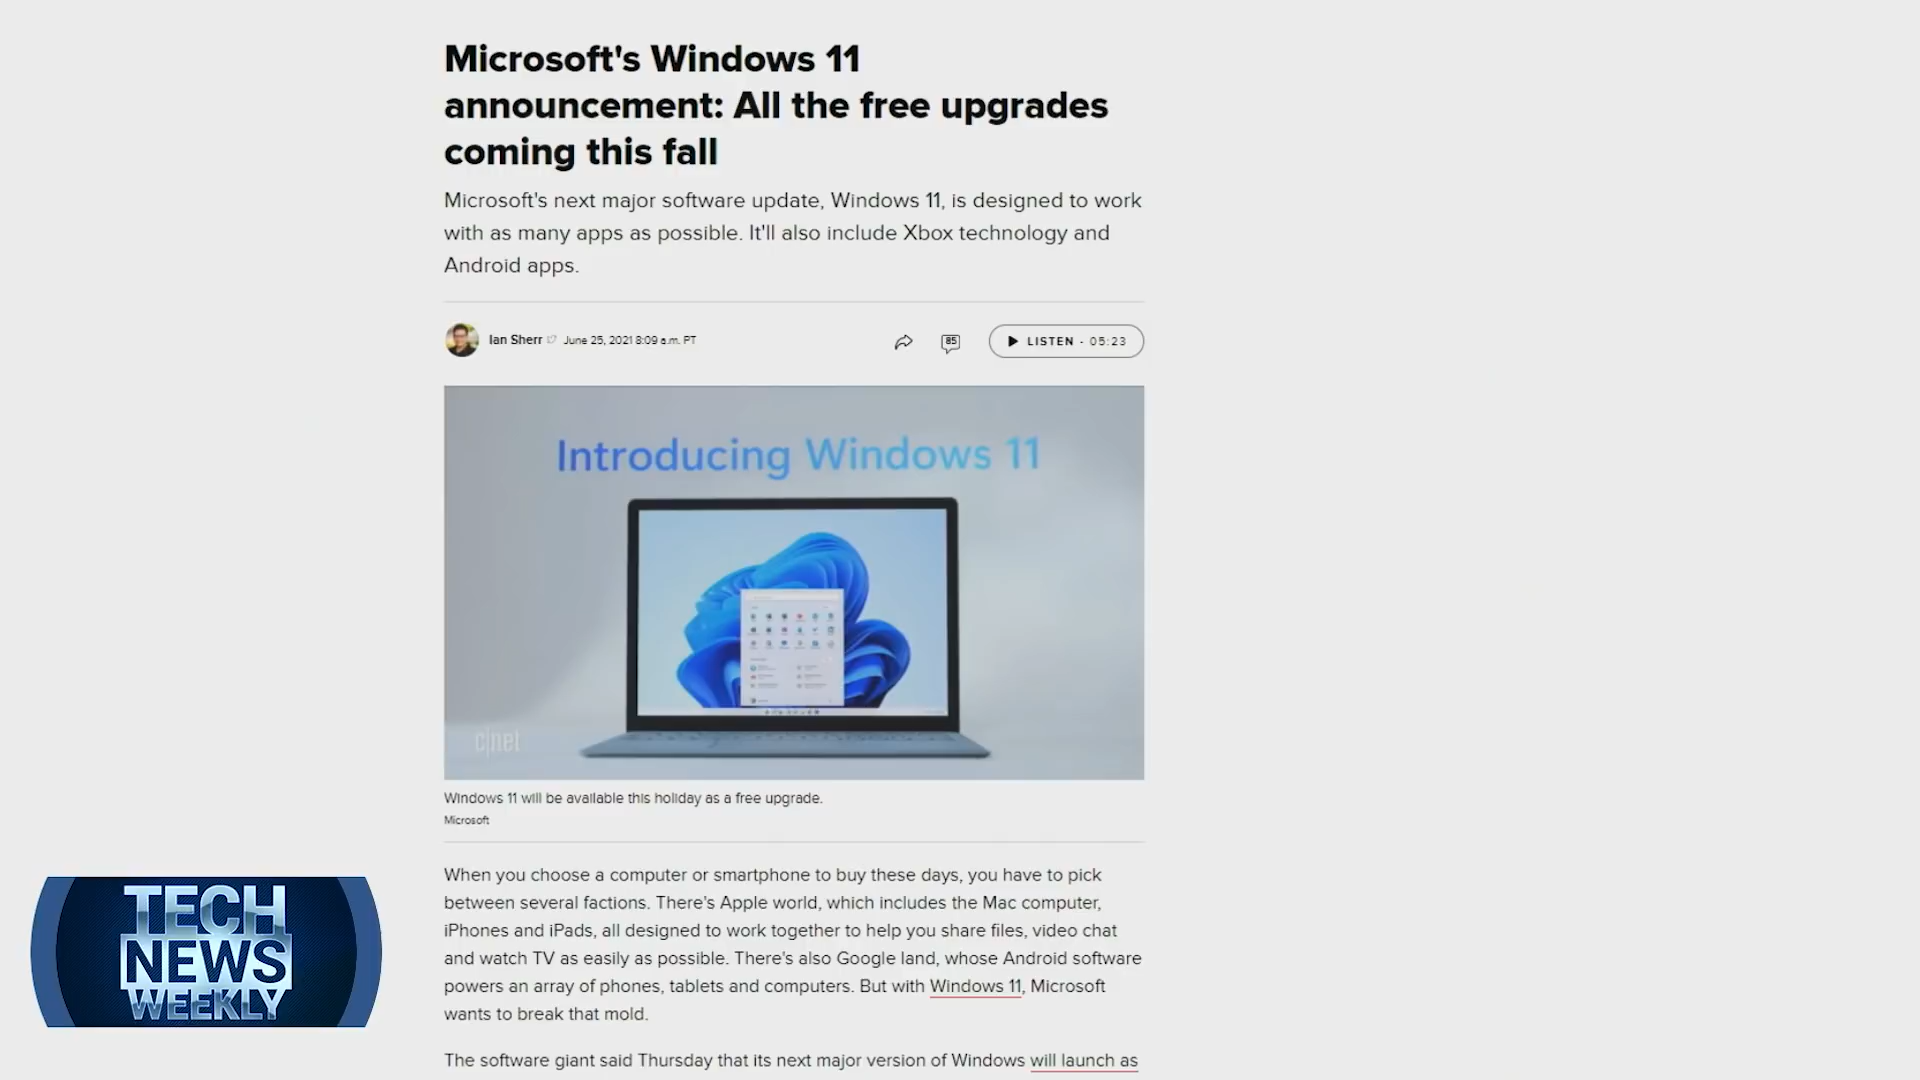 Microsoft's Windows 11
announcement: All the free upgrades
coming this fall
Microsoft's next major software update, Windows 11, is designed to work
with as many apps as possible. It'll also include Xbox technology and
Android apps.
Ian Sherr June 25, 2021 8:09 a.m. PT
85
LISTEN - 05:23
Introducing Windows 11
c|net
Windows 11 will be available this holiday as a free upgrade.
Microsoft
When you choose a computer or smartphone to buy these days, you have to pick
between several factions. There's Apple world, which includes the Mac computer,
iPhones and iPads, all designed to work together to help you share files, video chat
and watch TV as easily as possible. There's also Google land, whose Android software
powers an array of phones, tablets and computers. But with Windows 11, Microsoft
wants to break that mold.
The software giant said Thursday that its next major version of Windows will launch as
TECH
NEWS
WEEKLY